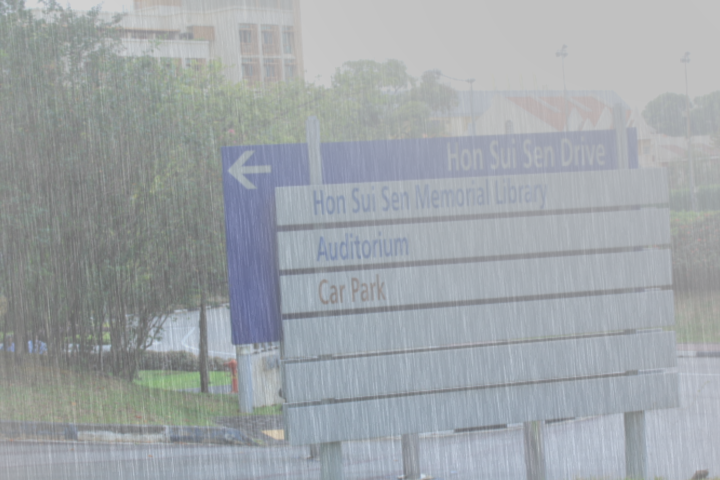 Hon Sui Sen Drive
Hon Sui Sen Memorial Library
Auditorium
Car Park